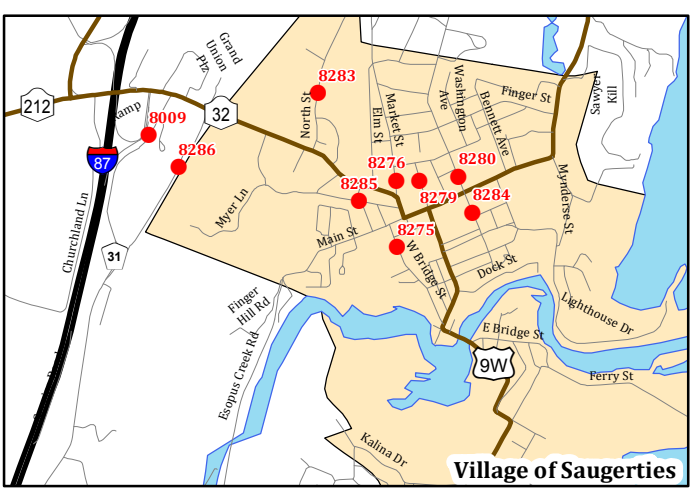 Grand
Union
Plz
Sawyer
Kill
8283
212
Ramp
32
8009
North St
Elm St
Market St
Washington
Ave
Bennett Ave
Finger St
87
8286
8276
8280
8285
8279
8284
Mynderse St
Churchland Ln
Myer Ln
Main St
8275
W Bridge St
Dock St
31
Finger
Hill Rd
Esopus Creek Rd
Lighthouse Dr
E Bridge St
9W
Ferry St
Kalina Dr
Village of Saugerties